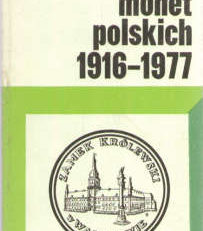 monet
polskich
1916-1977
ZAMEK KRÓLEWSKI
W WARSZAWIE